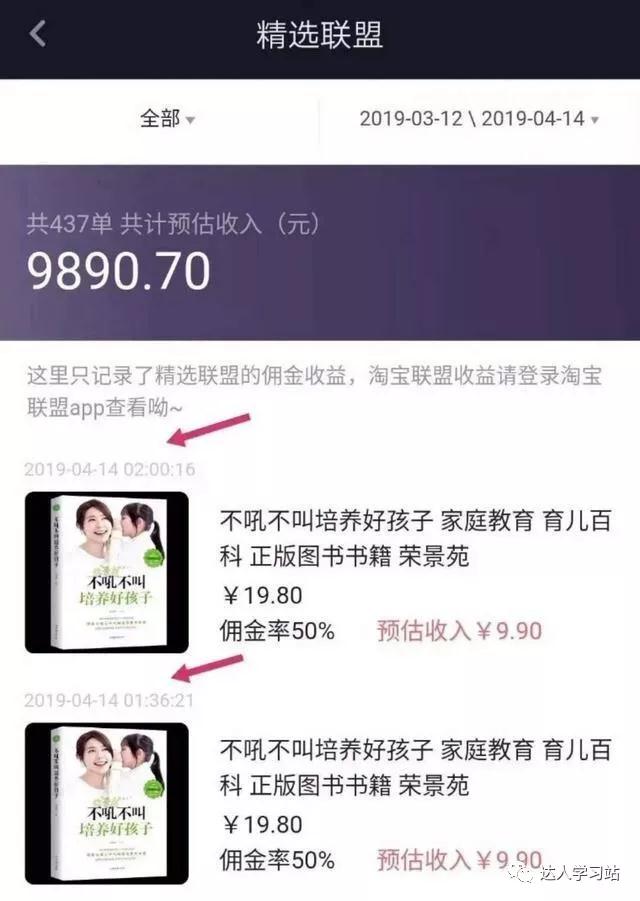 精选联盟
全部 2019-03-12 \ 2019-04-14
共437单 共计预估收入（元）
9890.70
这里只记录了精选联盟的佣金收益，淘宝联盟收益请登录淘宝
联盟app查看呦~
2019-04-14 02:00:16
不吼不叫
培养好孩子
不吼不叫培养好孩子 家庭教育 育儿百
科 正版图书书籍 荣景苑
￥19.80
佣金率50% 预估收入￥9.90
2019-04-14 01:36:21
不吼不叫
培养好孩子
不吼不叫培养好孩子 家庭教育 育儿百
科 正版图书书籍 荣景苑
￥19.80
佣金率50% 预估收入￥9.90
达人学习站